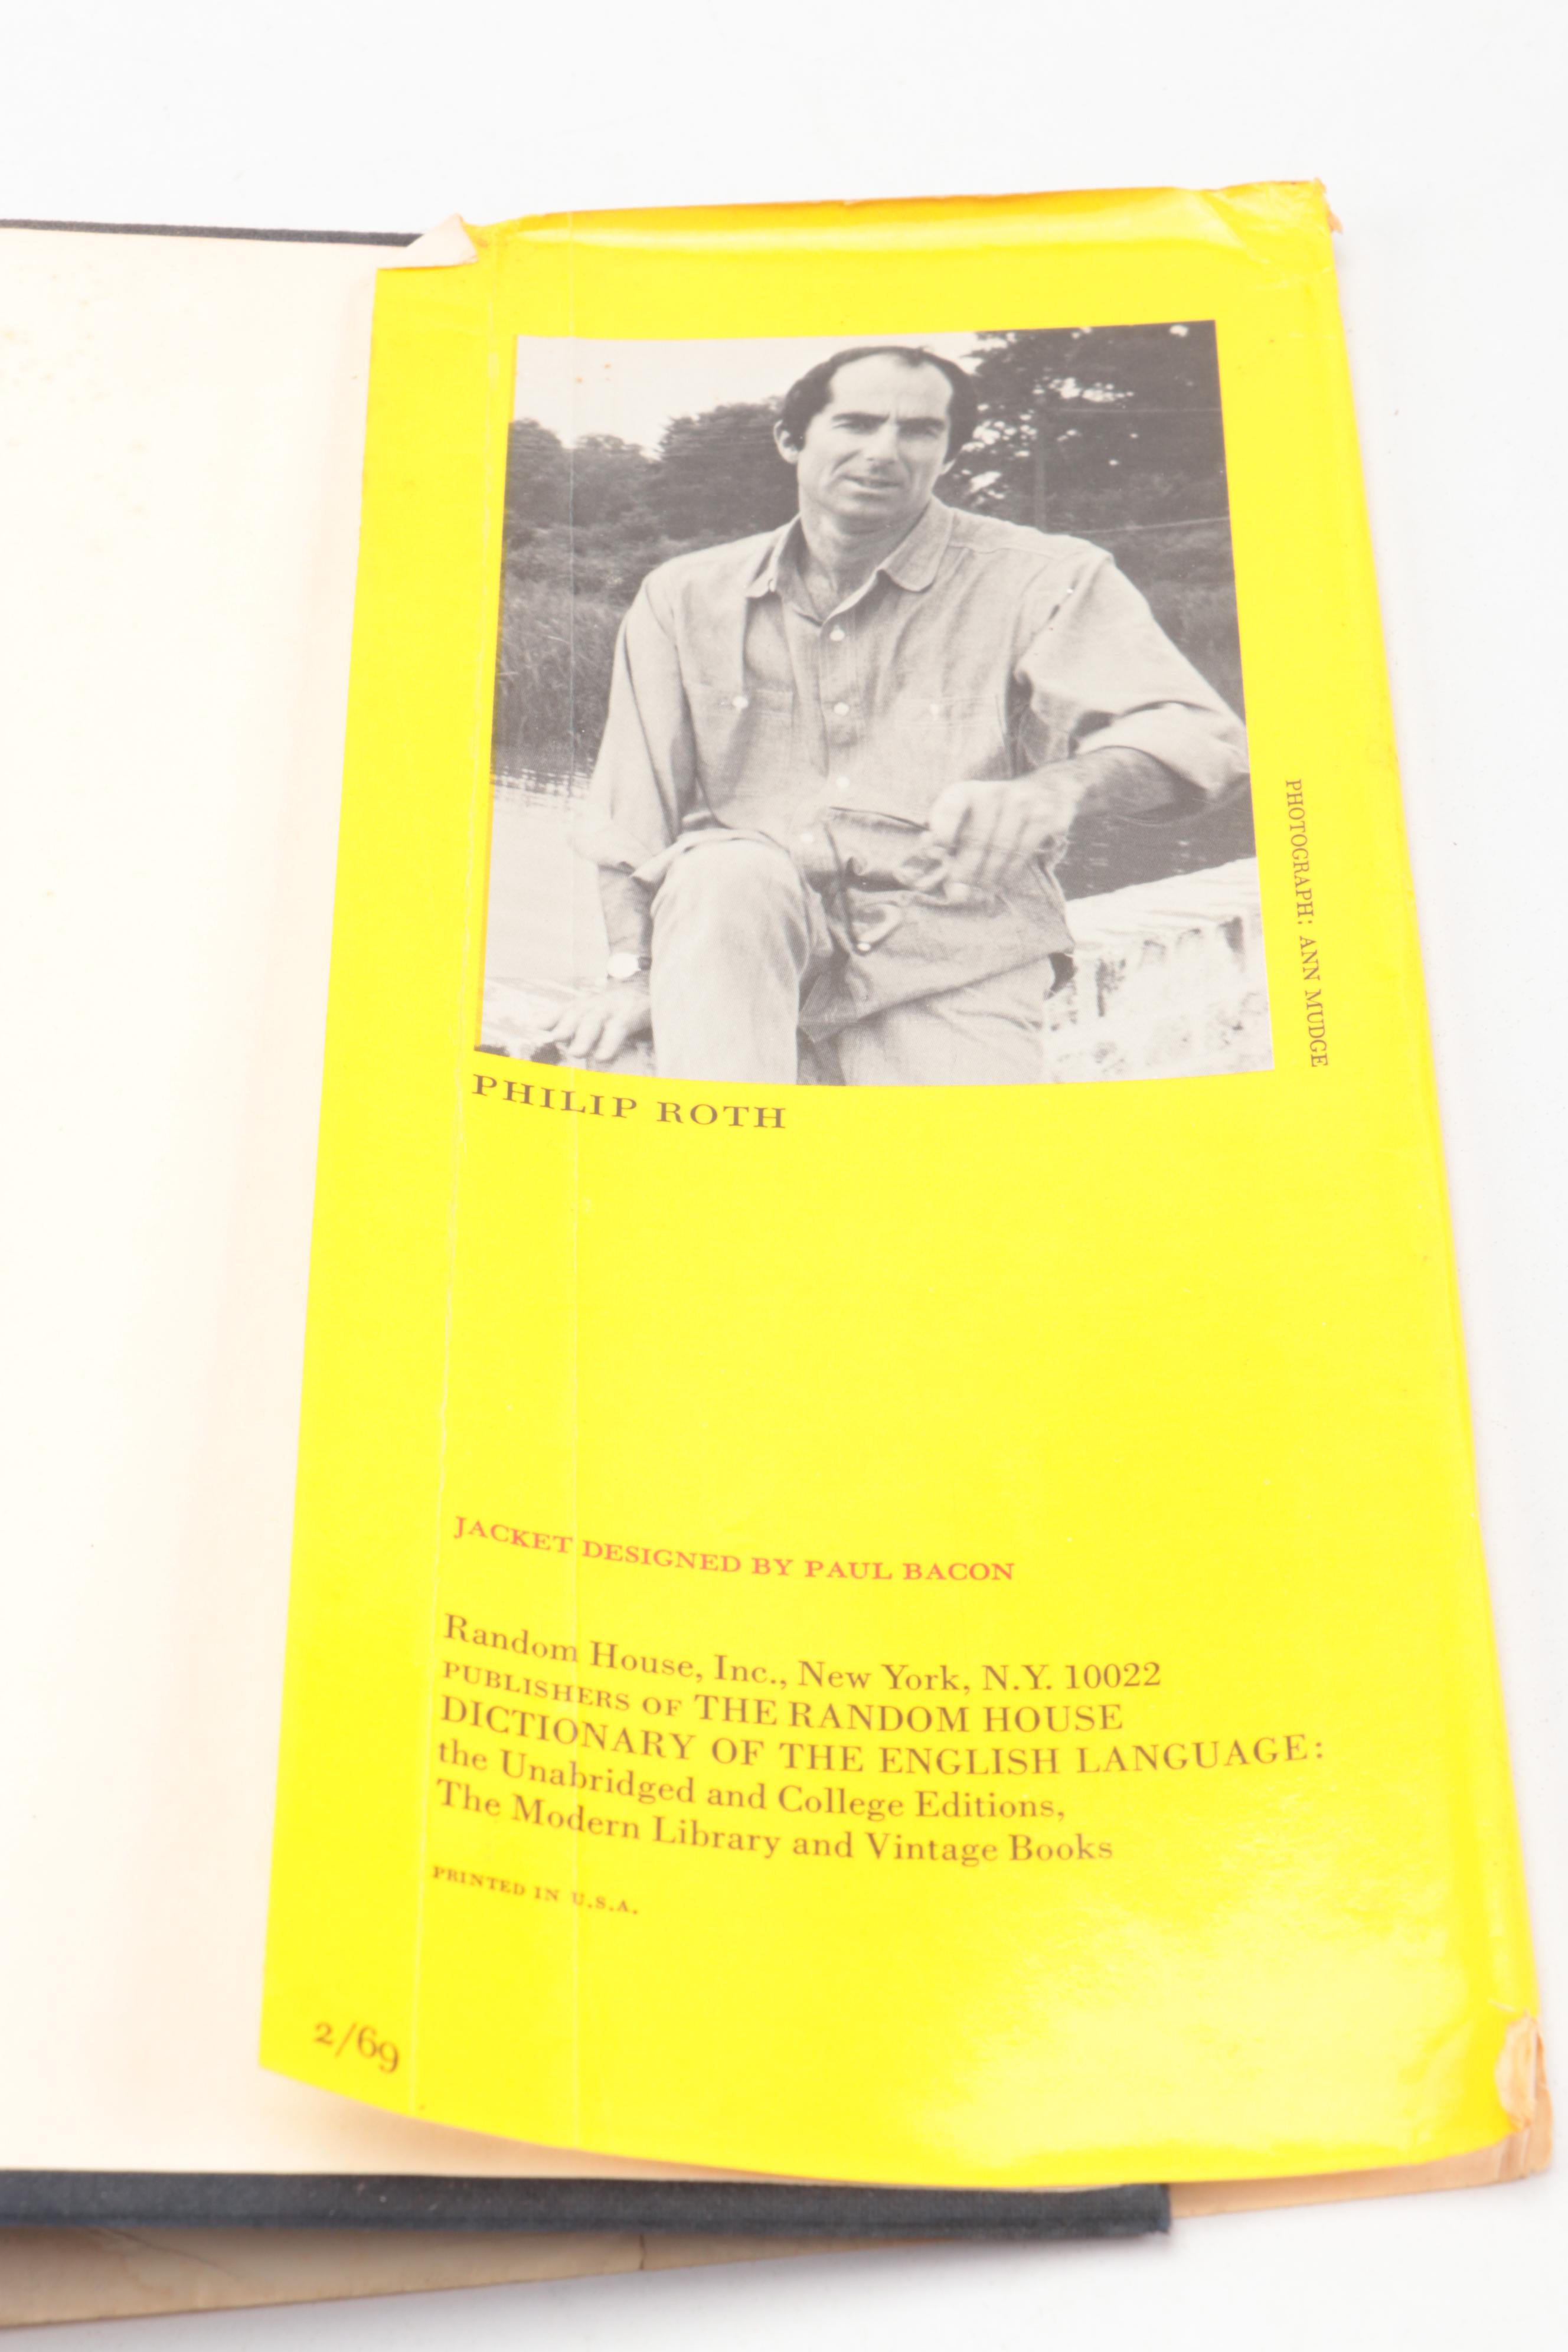 PHOTOGRAPH: ANN MUDGE
PHILIP ROTH
JACKET DESIGNED BY PAUL BACON
Random House, Inc., New York, N.Y. 10022
PUBLISHERS OF THE RANDOM HOUSE
DICTIONARY OF THE ENGLISH LANGUAGE:
the Unabridged and College Editions,
The Modern Library and Vintage Books
PRINTED IN U.S.A.
2/69